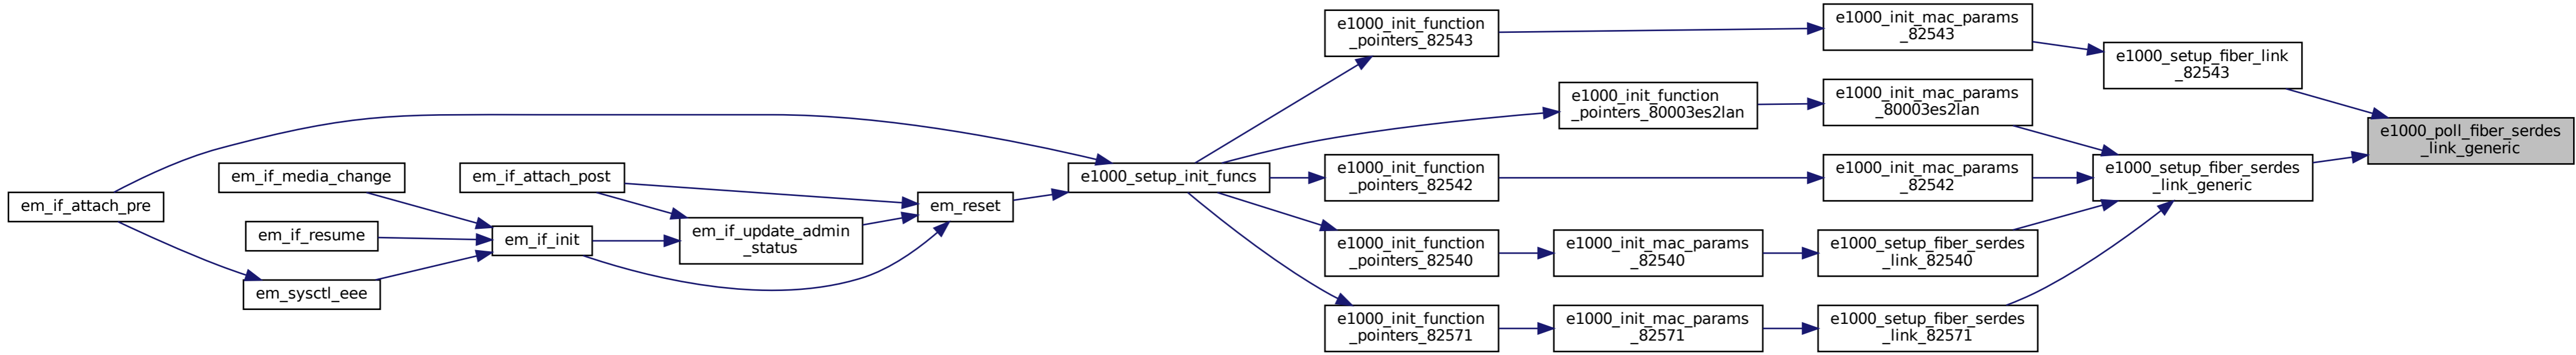 em_if_attach_pre
em_if_media_change
em_if_resume
em_sysctl_eee
em_if_attach_post
em_if_init
em_if_update_admin
_status
em_reset
e1000_setup_init_funcs
e1000_init_function
_pointers_82543
e1000_init_function
_pointers_80003es2lan
e1000_init_function
_pointers_82542
e1000_init_function
_pointers_82540
e1000_init_function
_pointers_82571
e1000_init_mac_params
_82543
e1000_init_mac_params
_80003es2lan
e1000_init_mac_params
_82542
e1000_init_mac_params
_82540
e1000_init_mac_params
_82571
e1000_setup_fiber_serdes
_link_82540
e1000_setup_fiber_serdes
_link_82571
e1000_setup_fiber_link
_82543
e1000_setup_fiber_serdes
_link_generic
e1000_poll_fiber_serdes
_link_generic